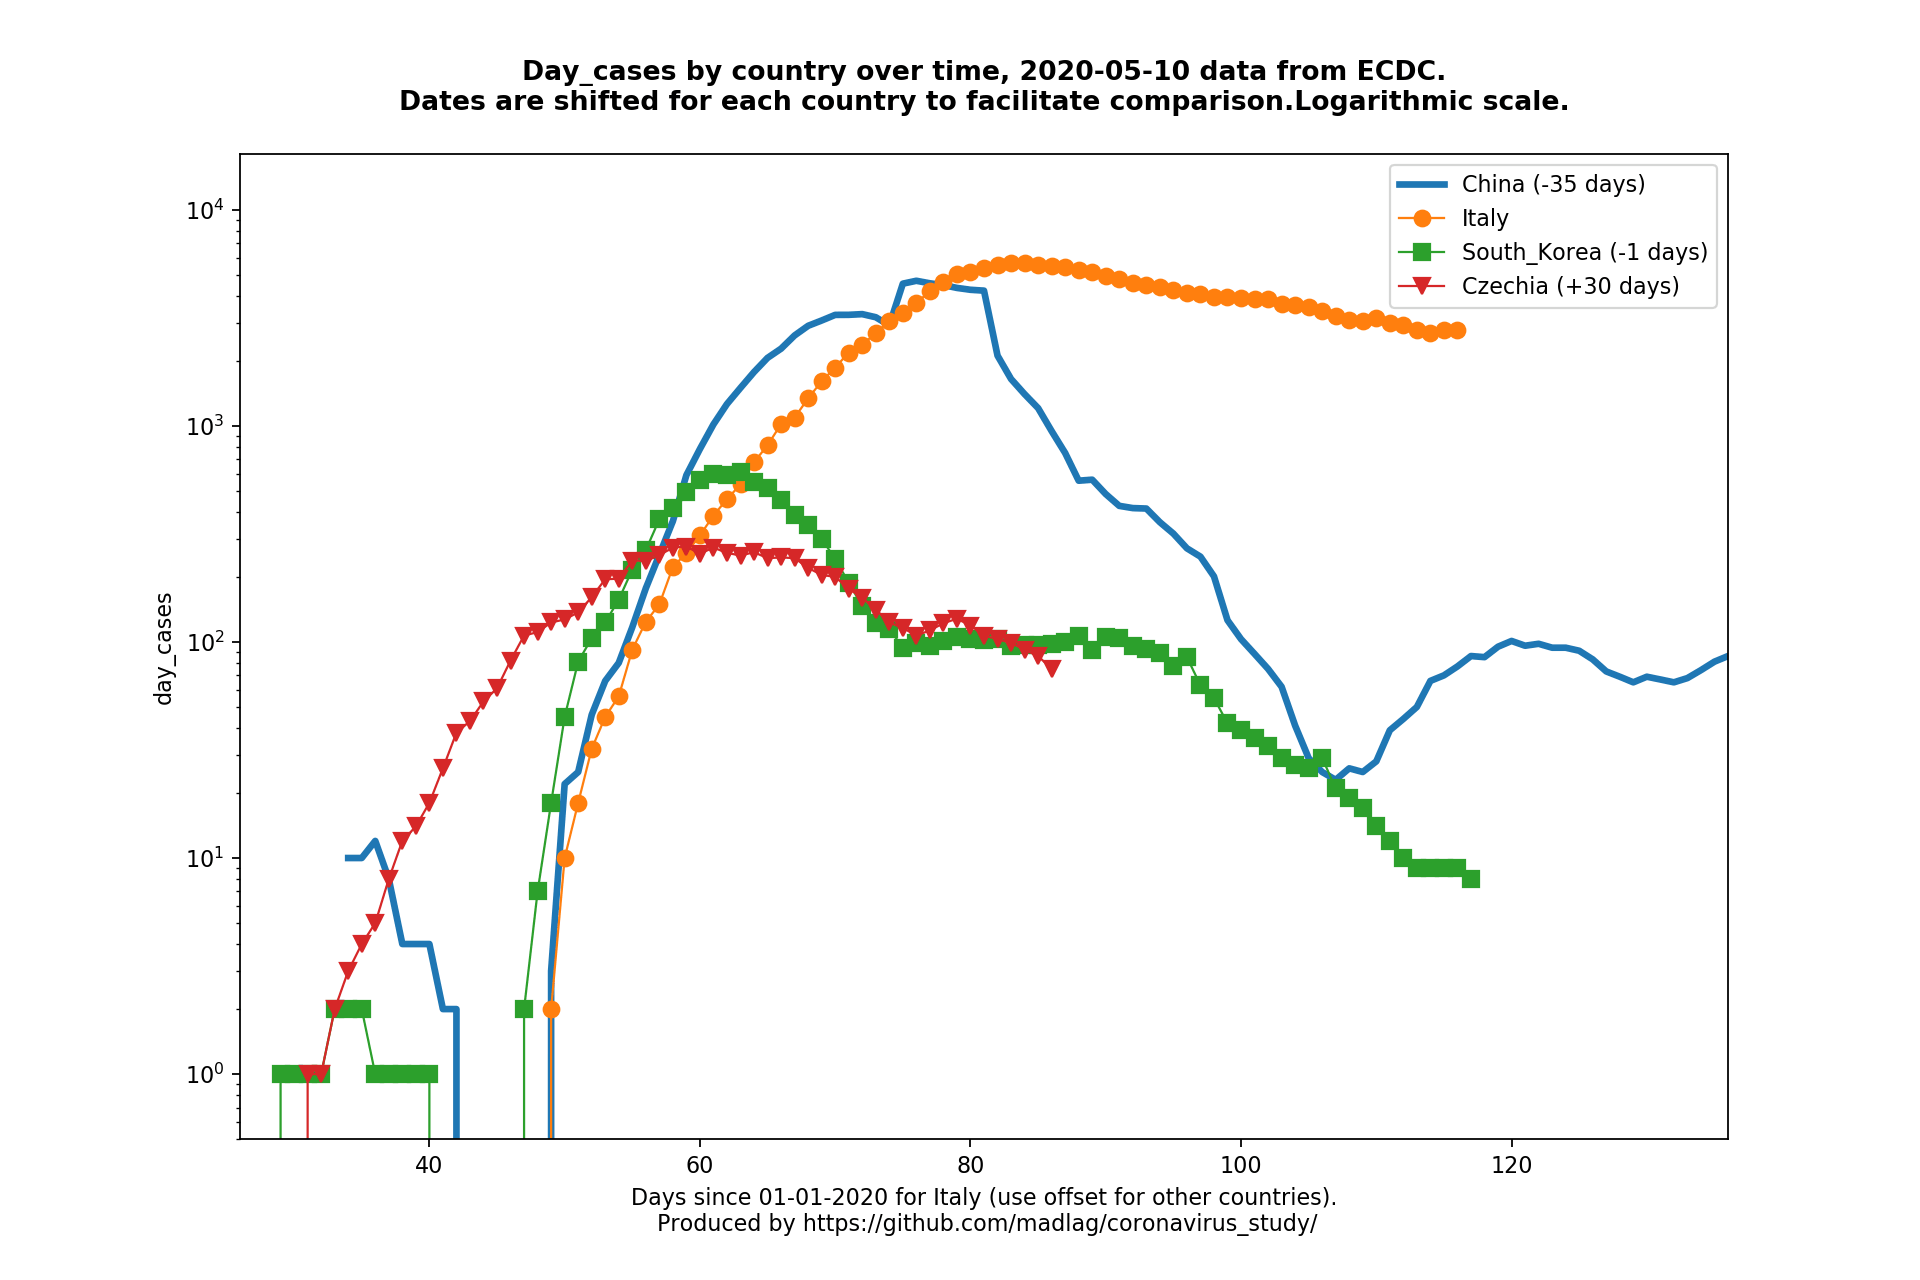 Day_cases by country over time, 2020-05-10 data from ECDC.
Dates are shifted for each country to facilitate comparison.Logarithmic scale.
China (-35 days)
Italy
South_Korea (-1 days)
Czechia (+30 days)
day_cases
10⁴
10³
10²
10¹
10⁰
40 60 80 100 120
Days since 01-01-2020 for Italy (use offset for other countries).
Produced by https://github.com/madlag/coronavirus_study/